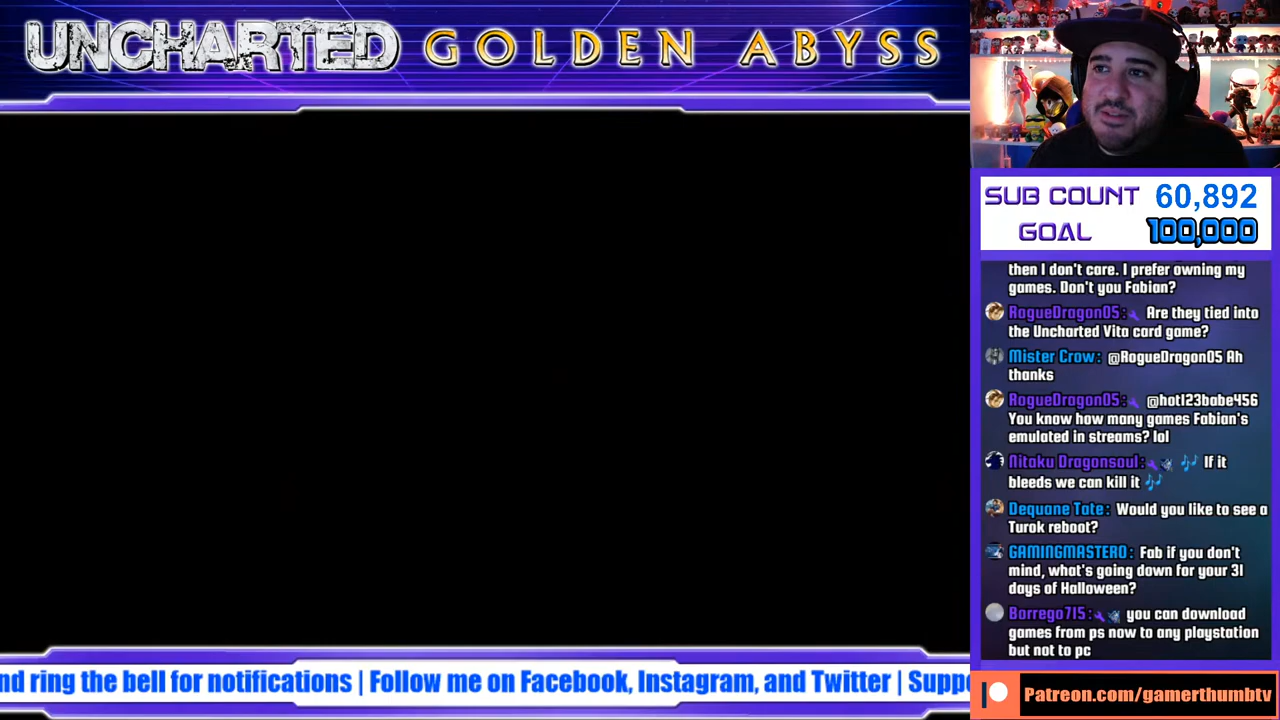 UNCHARTED GOLDEN ABYSS
SUB COUNT 60,892
GOAL 100,000
then I don't care. I prefer owning my
games. Don't you Fabian?
RogueDragon05: Are they tied into
the Uncharted Vita card game?
Mister Crow: @RogueDragon05 Ah
thanks
RogueDragon05: @hot123babe456
You know how many games Fabian's
emulated in streams? lol
Nitaku Dragonsoul: 🎶 If it
bleeds we can kill it 🎶
Dequane Tate: Would you like to see a
Turok reboot?
GAMINGMASTERO: Fab if you don't
mind, what's going down for your 31
days of Halloween?
Borrego715: you can download
games from ps now to any playstation
but not to pc
nd ring the bell for notifications | Follow me on Facebook, Instagram, and Twitter | Supp
Patreon.com/gamerthumbtv